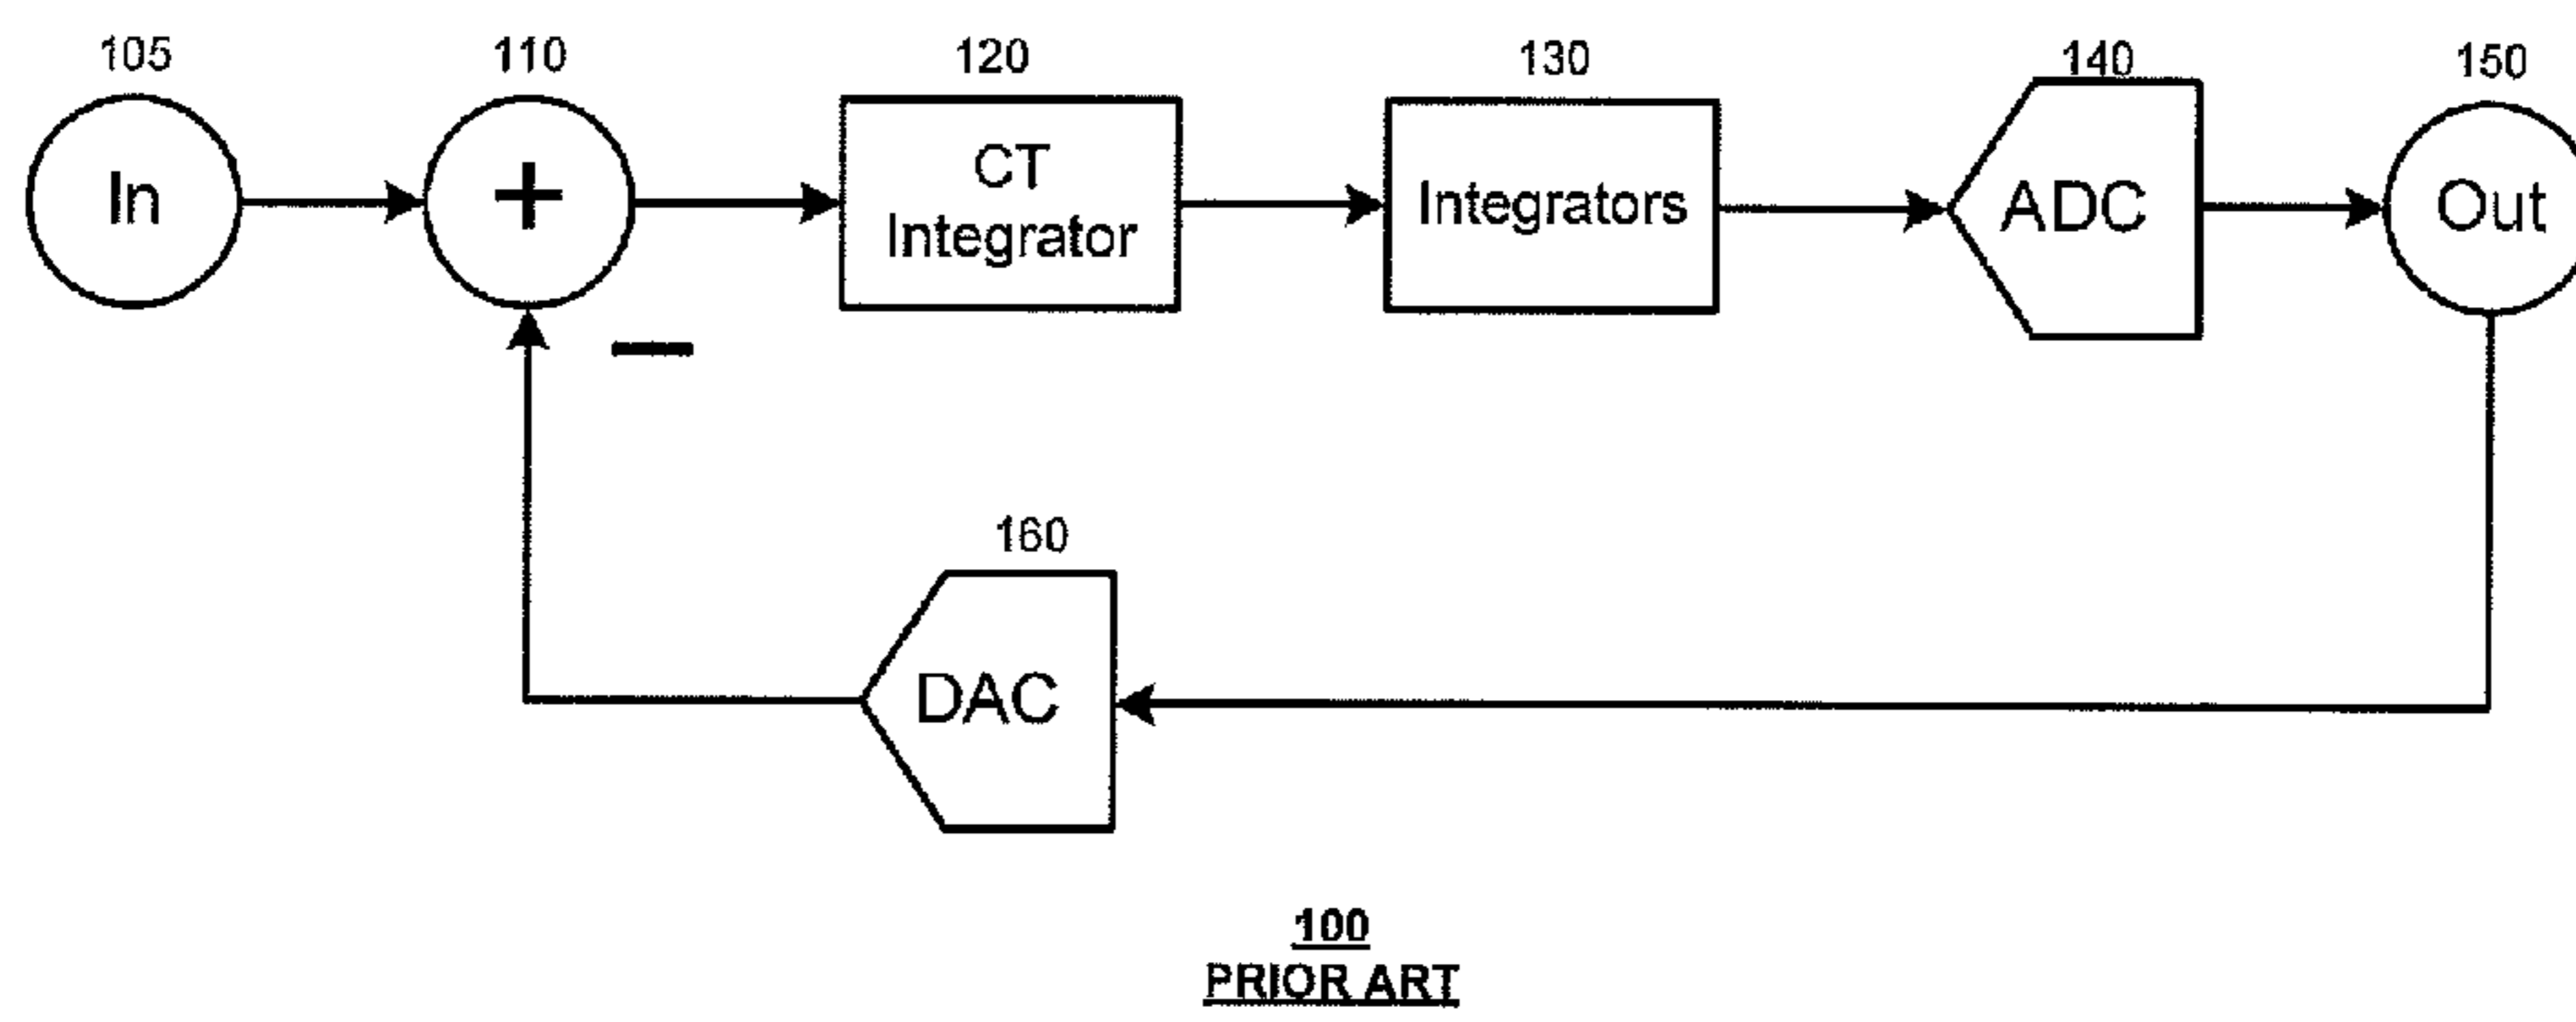 105
110
120
130
140
150
In
+
CT
Integrator
Integrators
ADC
Out
−
160
DAC
100
PRIOR ART